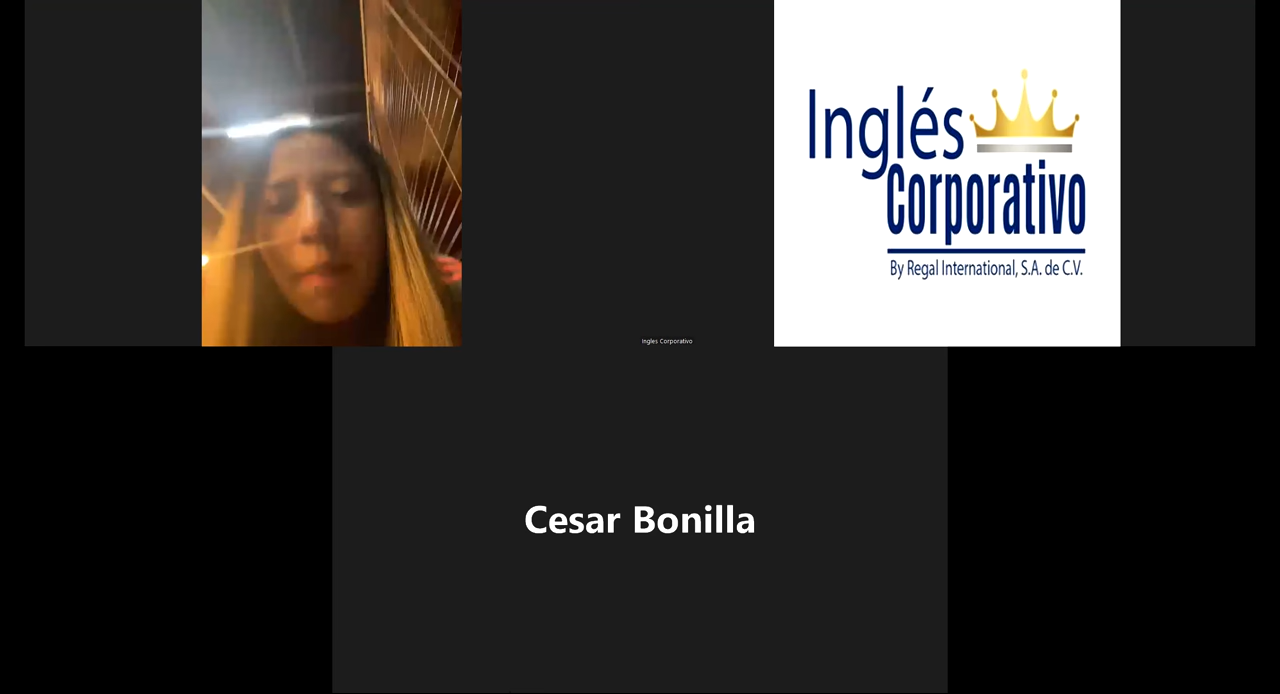 Inglés
Corporativo
By Regal International, S.A. de C.V.
Ingles Corporativo
Cesar Bonilla